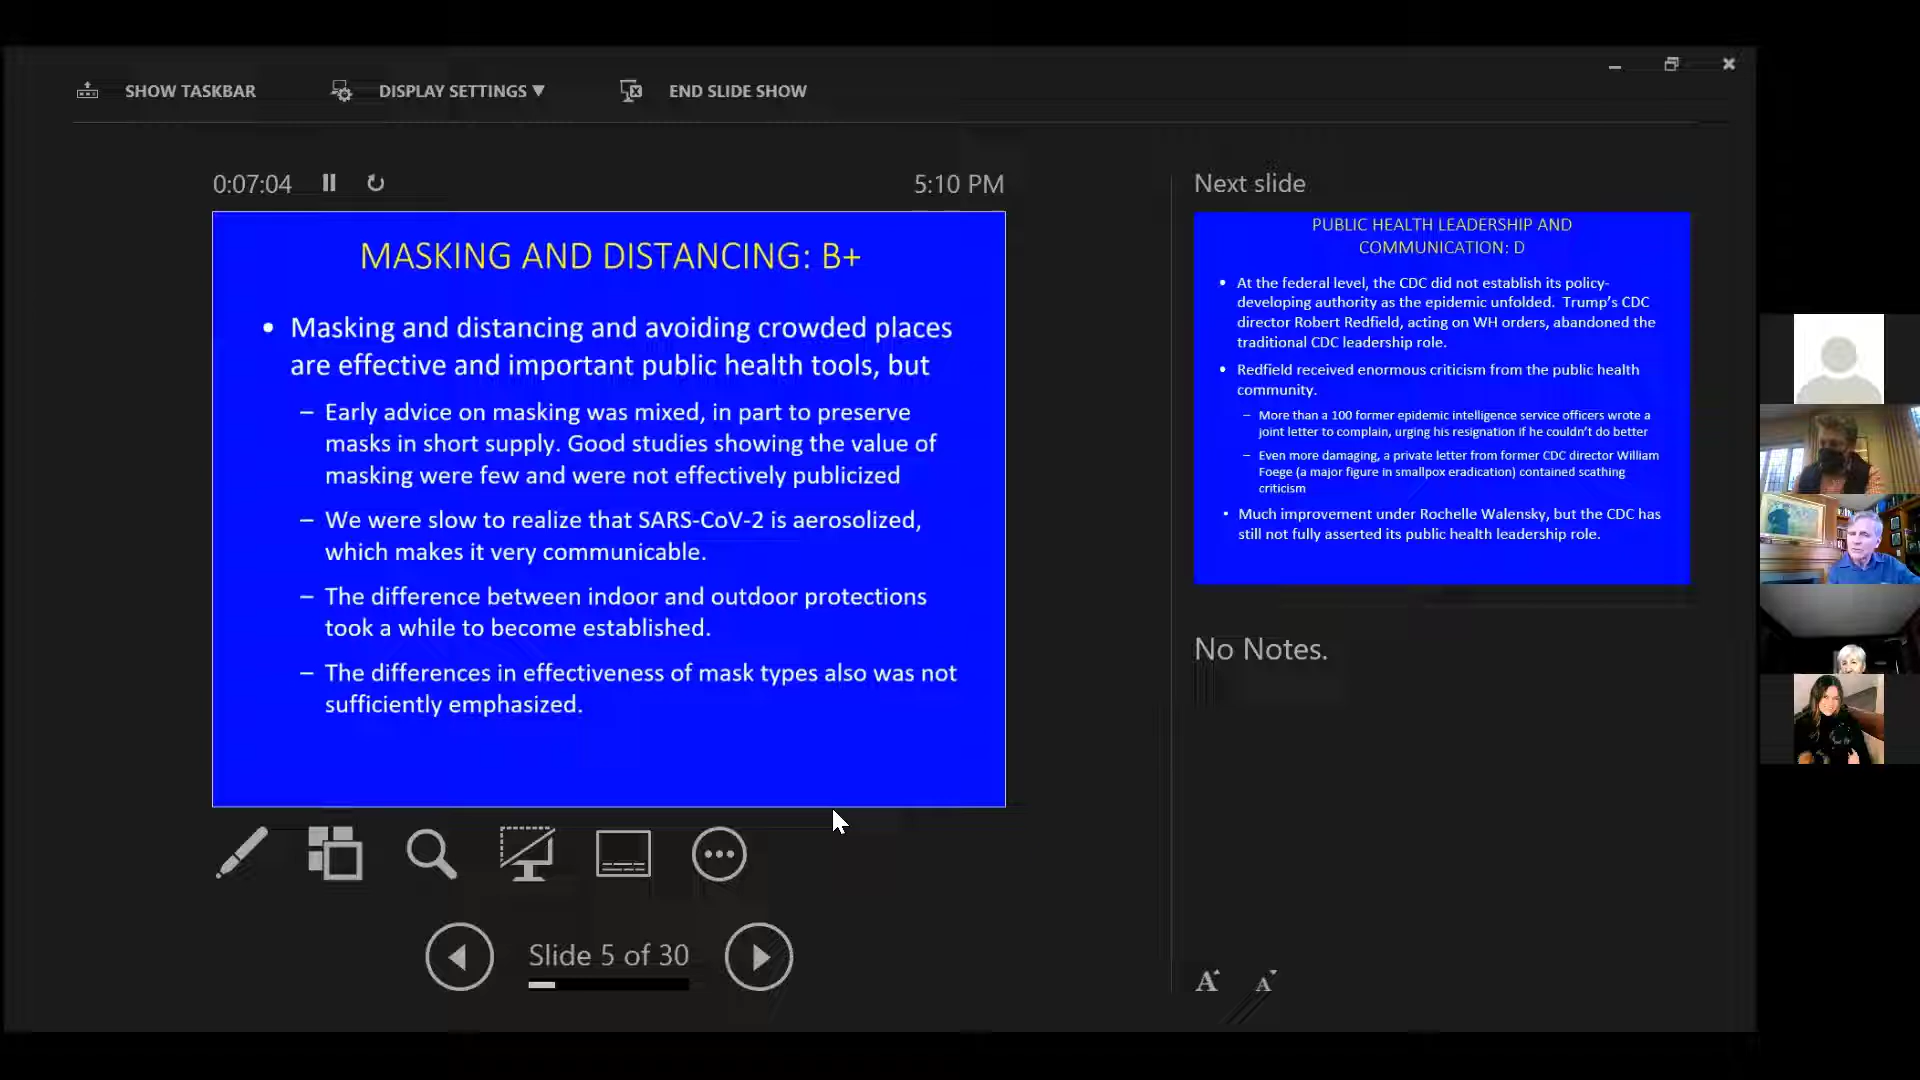 SHOW TASKBAR
DISPLAY SETTINGS ▼
END SLIDE SHOW
0:07:04
5:10 PM
MASKING AND DISTANCING: B+
• Masking and distancing and avoiding crowded places
are effective and important public health tools, but
– Early advice on masking was mixed, in part to preserve
masks in short supply. Good studies showing the value of
masking were few and were not effectively publicized
– We were slow to realize that SARS-CoV-2 is aerosolized,
which makes it very communicable.
– The difference between indoor and outdoor protections
took a while to become established.
– The differences in effectiveness of mask types also was not
sufficiently emphasized.
Slide 5 of 30
Next slide
PUBLIC HEALTH LEADERSHIP AND
COMMUNICATION: D
• At the federal level, the CDC did not establish its policy-
developing authority as the epidemic unfolded. Trump's CDC
director Robert Redfield, acting on WH orders, abandoned the
traditional CDC leadership role.
• Redfield received enormous criticism from the public health
community.
– More than a 100 former epidemic intelligence service officers wrote a
joint letter to complain, urging his resignation if he couldn't do better
– Even more damaging, a private letter from former CDC director William
Foege (a major figure in smallpox eradication) contained scathing
criticism
• Much improvement under Rochelle Walensky, but the CDC has
still not fully asserted its public health leadership role.
No Notes.
A A